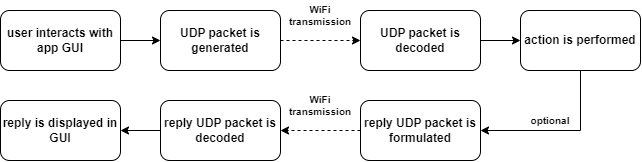 user interacts with
app GUI
UDP packet is
generated
WiFi
transmission
UDP packet is
decoded
action is performed
optional
reply UDP packet is
formulated
WiFi
transmission
reply UDP packet is
decoded
reply is displayed in
GUI